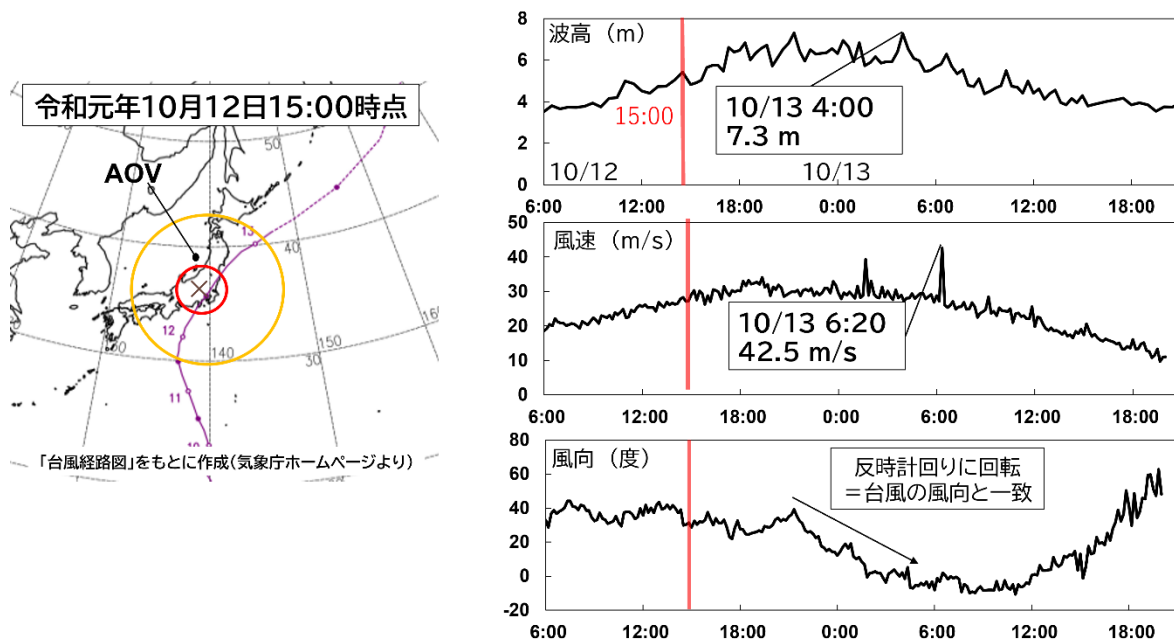 令和元年10月12日15:00時点
AOV
50
40
13
12
11
140
150
「台風経路図」をもとに作成(気象庁ホームページより)
波高 (m)
8
6
4
2
0
15:00
10/13 4:00
7.3 m
10/12
10/13
6:00 12:00 18:00 0:00 6:00 12:00 18:00
風速 (m/s)
50
40
30
20
10
0
10/13 6:20
42.5 m/s
6:00 12:00 18:00 0:00 6:00 12:00 18:00
風向 (度)
80
60
40
20
0
-20
反時計回りに回転
=台風の風向と一致
6:00 12:00 18:00 0:00 6:00 12:00 18:00